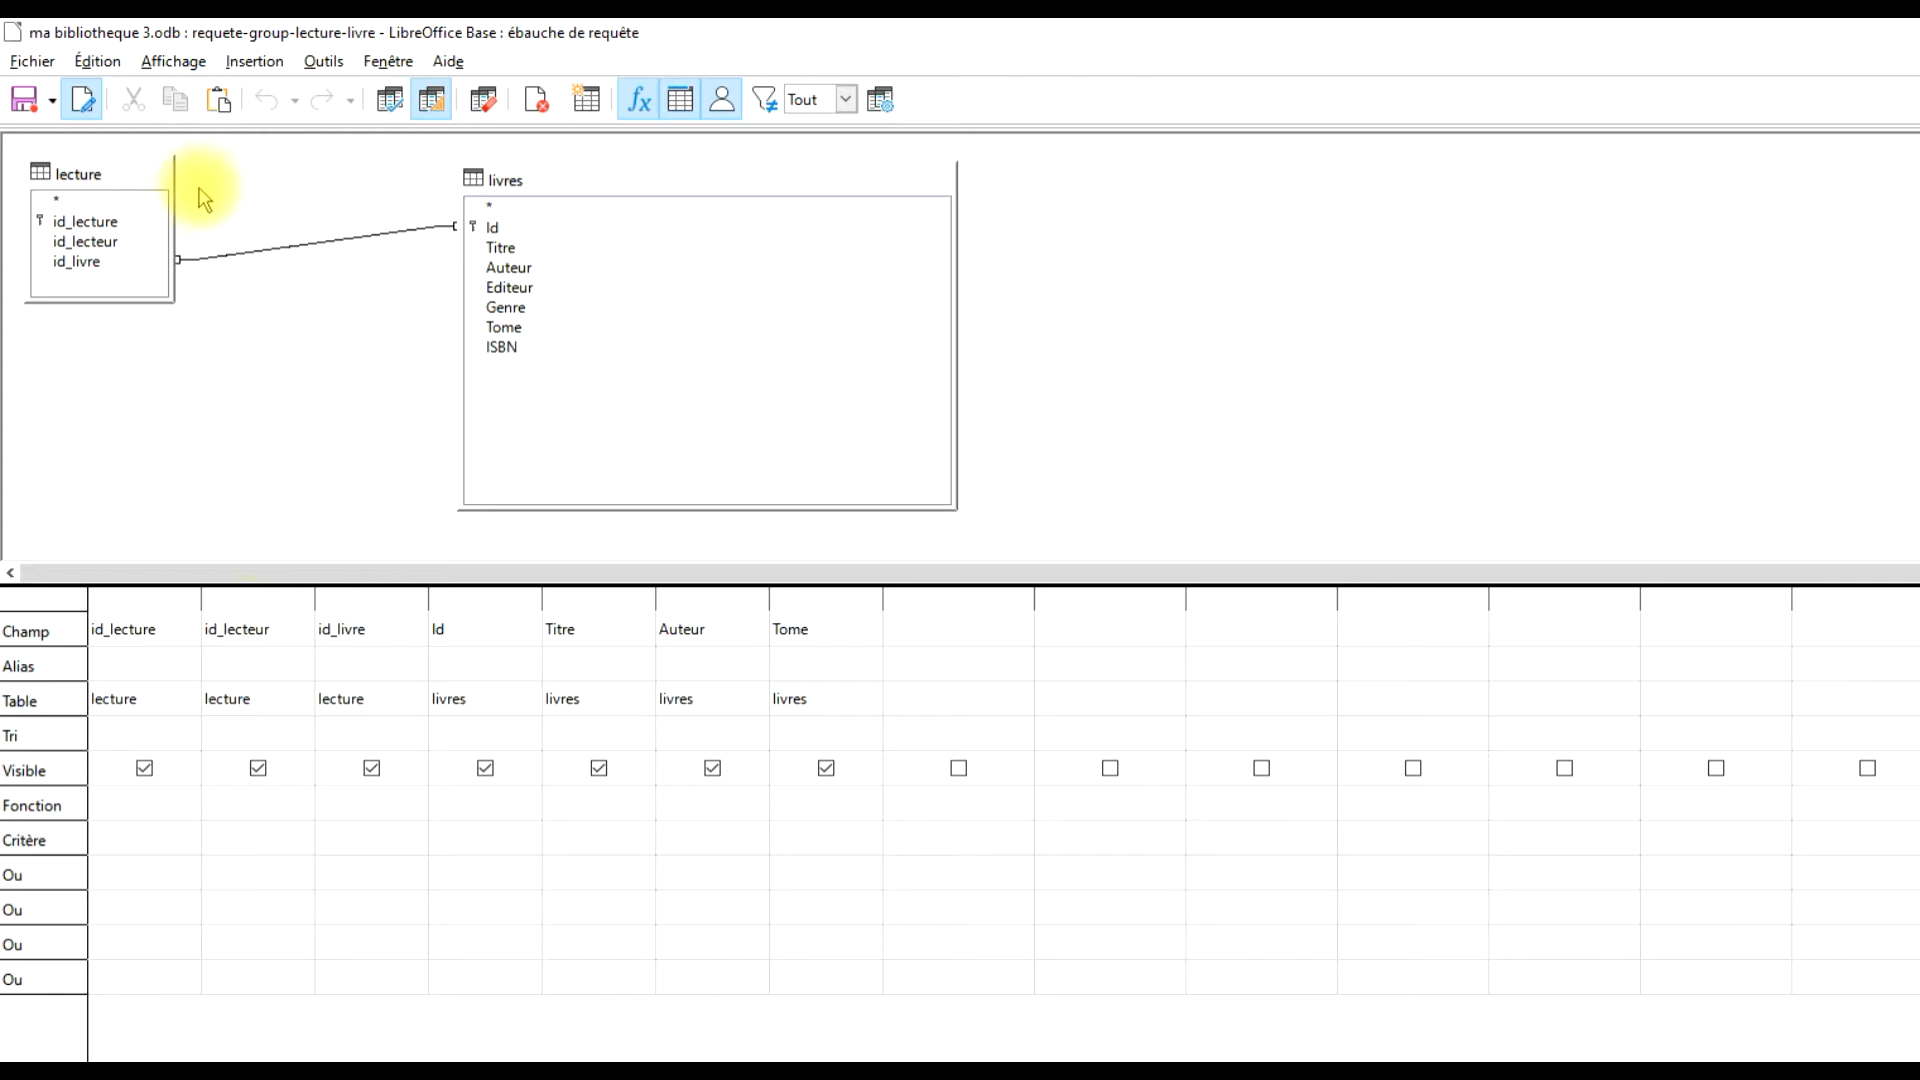 ma bibliotheque 3.odb : requete-group-lecture-livre - LibreOffice Base : ébauche de requête
Fichier Édition Affichage Insertion Outils Fenêtre Aide
fx Tout
lecture
*
id_lecture
id_lecteur
id_livre
livres
*
Id
Titre
Auteur
Editeur
Genre
Tome
ISBN
Champ id_lecture id_lecteur id_livre Id Titre Auteur Tome
Alias
Table lecture lecture lecture livres livres livres livres
Tri
Visible
Fonction
Critère
Ou
Ou
Ou
Ou